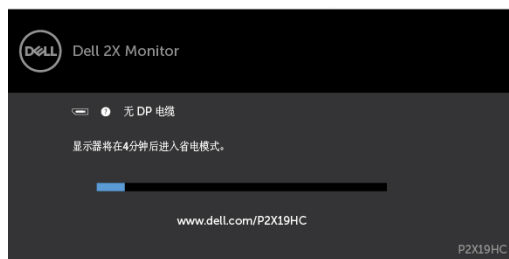 DELL
Dell 2X Monitor
? 无 DP 电缆
显示器将在4分钟后进入省电模式。
www.dell.com/P2X19HC
P2X19HC